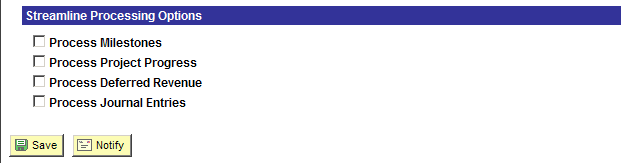 Streamline Processing Options
Process Milestones
Process Project Progress
Process Deferred Revenue
Process Journal Entries
Save Notify